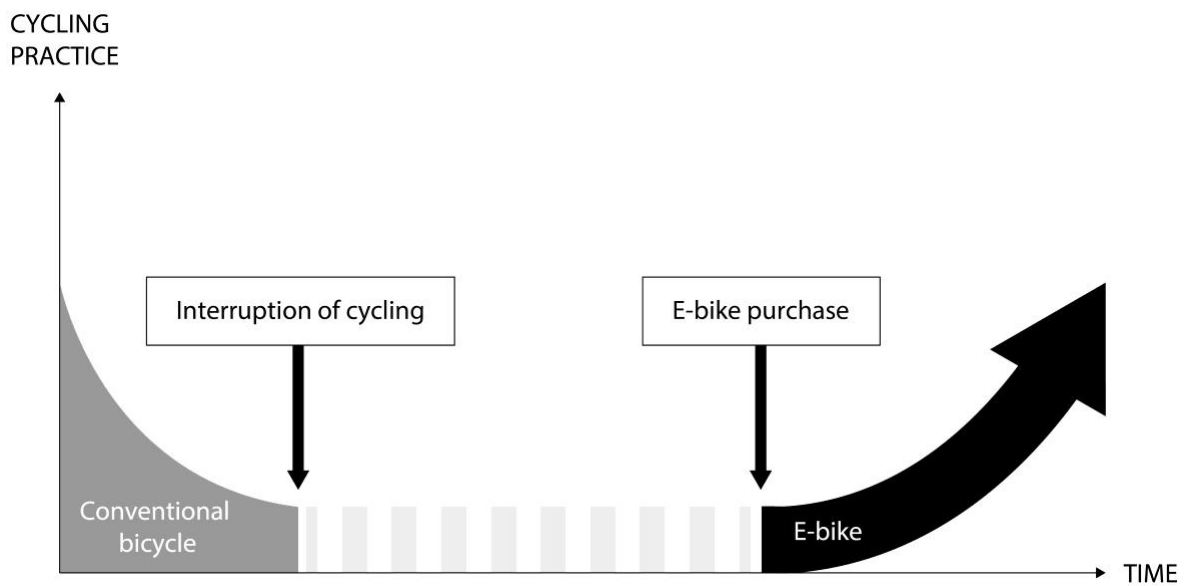 CYCLING
PRACTICE
Interruption of cycling
E-bike purchase
Conventional
bicycle
E-bike
TIME